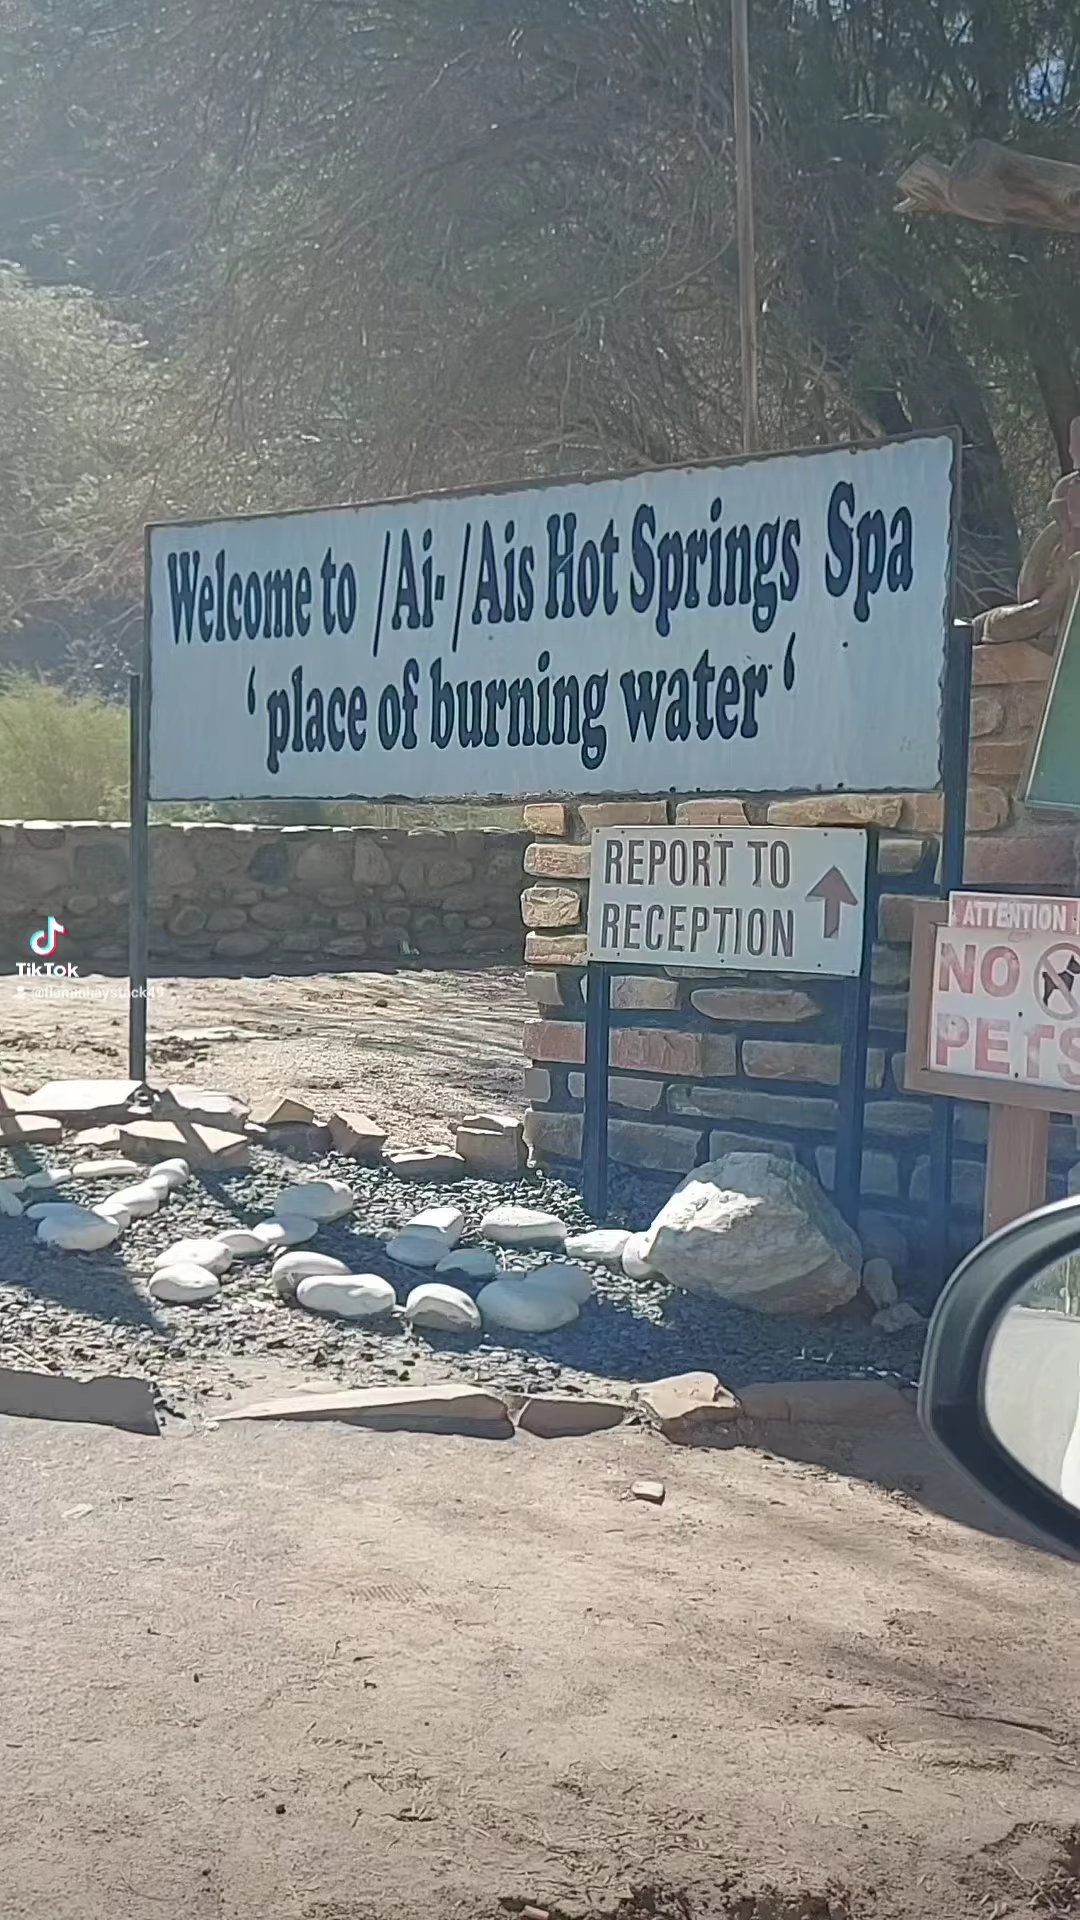 Welcome to /Ai-/Ais Hot Springs Spa
' place of burning water '
REPORT TO
RECEPTION
ATTENTION
NO
PETS
TikTok